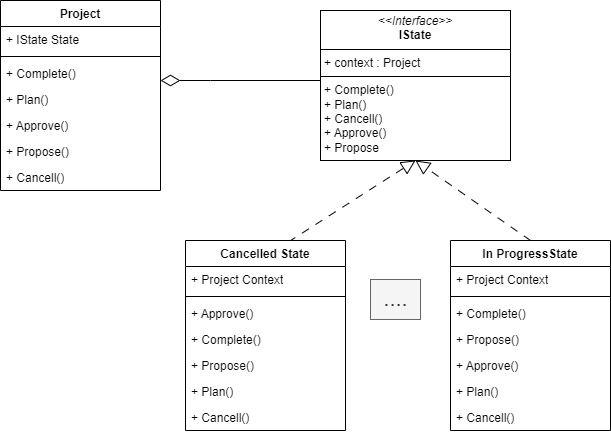 Project
+ IState State
+ Complete()
+ Plan()
+ Approve()
+ Propose()
+ Cancell()
<<Interface>>
IState
+ context : Project
+ Complete()
+ Plan()
+ Cancell()
+ Approve()
+ Propose
Cancelled State
+ Project Context
+ Approve()
+ Complete()
+ Propose()
+ Plan()
+ Cancell()
....
In ProgressState
+ Project Context
+ Complete()
+ Propose()
+ Approve()
+ Plan()
+ Cancell()